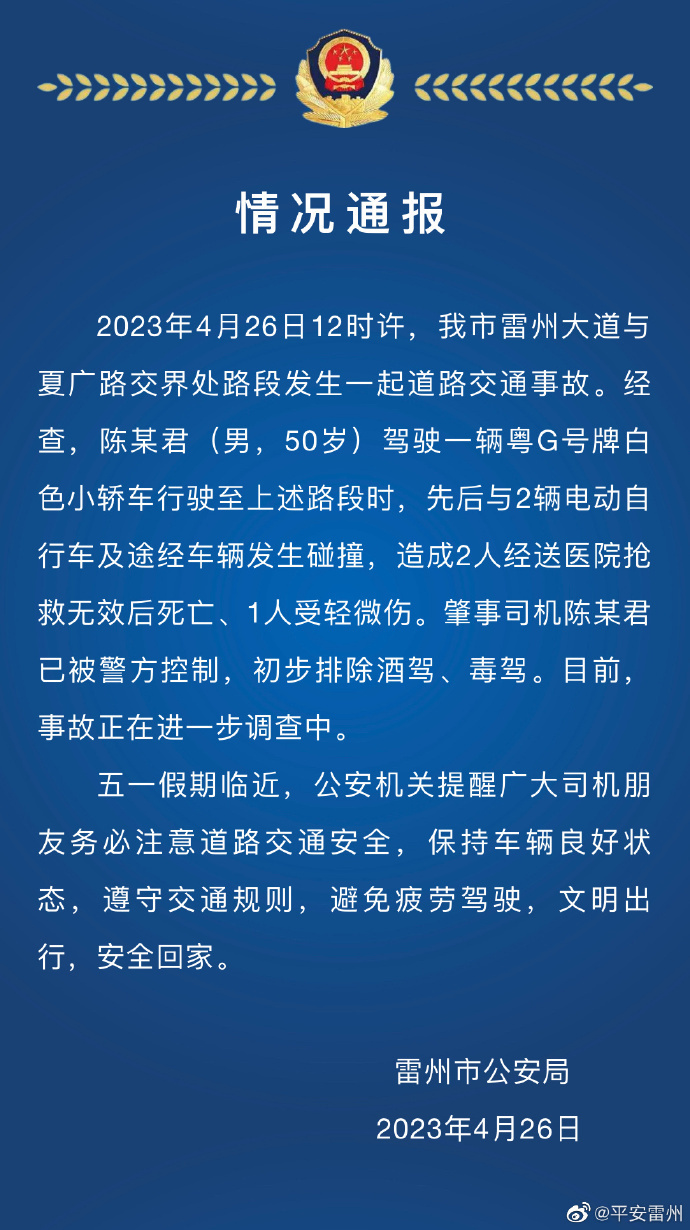 情况通报
2023年4月26日12时许，我市雷州大道与
夏广路交界处路段发生一起道路交通事故。经
查，陈某君（男，50岁）驾驶一辆粤G号牌白
色小轿车行驶至上述路段时，先后与2辆电动自
行车及途经车辆发生碰撞，造成2人经送医院抢
救无效后死亡、1人受轻微伤。肇事司机陈某君
已被警方控制，初步排除酒驾、毒驾。目前，
事故正在进一步调查中。
五一假期临近，公安机关提醒广大司机朋
友务必注意道路交通安全，保持车辆良好状
态，遵守交通规则，避免疲劳驾驶，文明出
行，安全回家。
雷州市公安局
2023年4月26日
@平安雷州